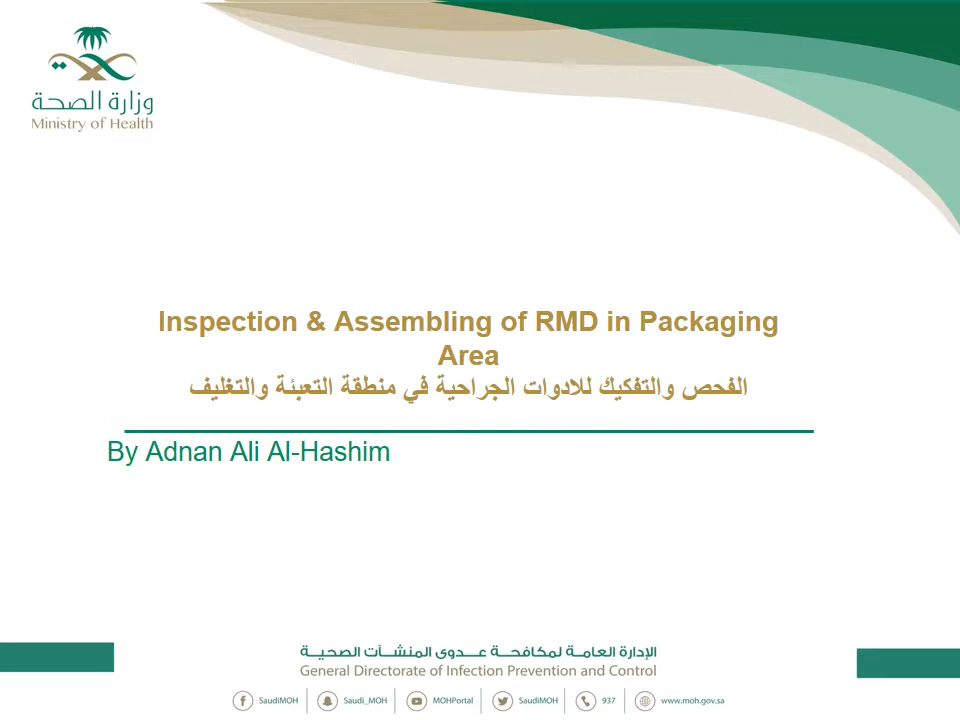 وزارة الصحة
Ministry of Health
Inspection & Assembling of RMD in Packaging
Area
الفحص والتفكيك للادوات الجراحية في منطقة التعبئة والتغليف
By Adnan Ali Al-Hashim
الإدارة العامـة لمكافحـة عـدوى المنشـآت الصحيـة
General Directorate of Infection Prevention and Control
SaudiMOH | Saudi_MOH | MOHPortal | SaudiMOH | 937 | www.moh.gov.sa